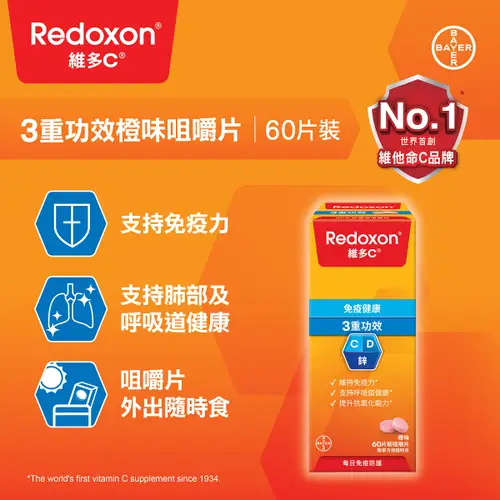 Redoxon®
維多C®
BAYER
BAYER
3重功效橙味咀嚼片 | 60片裝
No.1*
世界首創
維他命C品牌
支持免疫力
支持肺部及
呼吸道健康
咀嚼片
外出隨時食
Redoxon®
維多C®
免疫健康
3重功效
C D
鋅
✓ 維持免疫力*
✓ 支持呼吸道健康*
✓ 提升抗氧化能力*
橙味
60片裝咀嚼片
每日免疫防護
*The world's first vitamin C supplement since 1934.